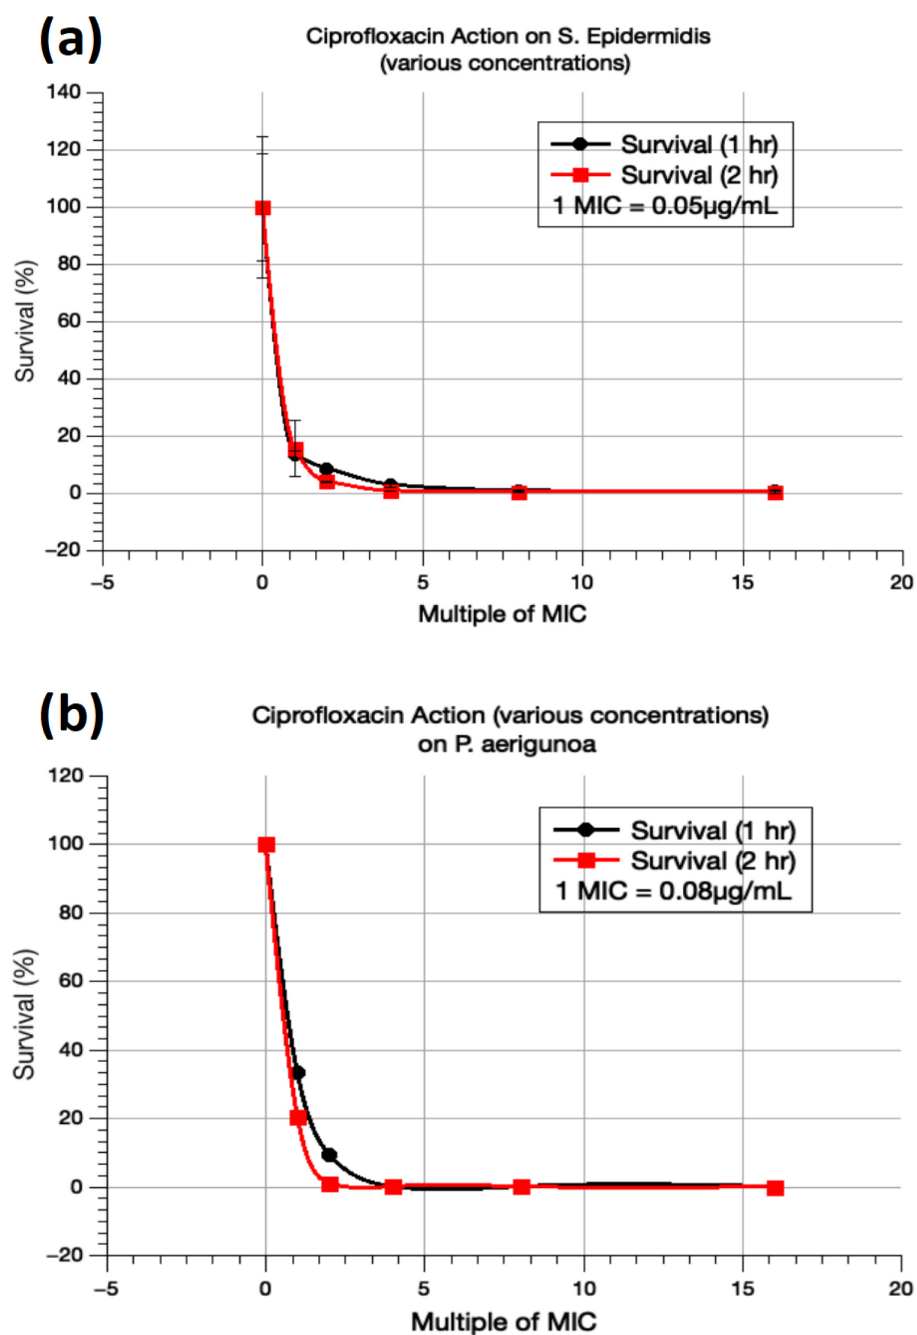 (a)
Ciprofloxacin Action on S. Epidermidis
(various concentrations)
140
120
100
80
60
40
20
0
−20
Survival (%)
Survival (1 hr)
Survival (2 hr)
1 MIC = 0.05µg/mL
−5 0 5 10 15 20
Multiple of MIC
(b)
Ciprofloxacin Action (various concentrations)
on P. aerigunoa
120
100
80
60
40
20
0
−20
Survival (%)
Survival (1 hr)
Survival (2 hr)
1 MIC = 0.08µg/mL
−5 0 5 10 15 20
Multiple of MIC